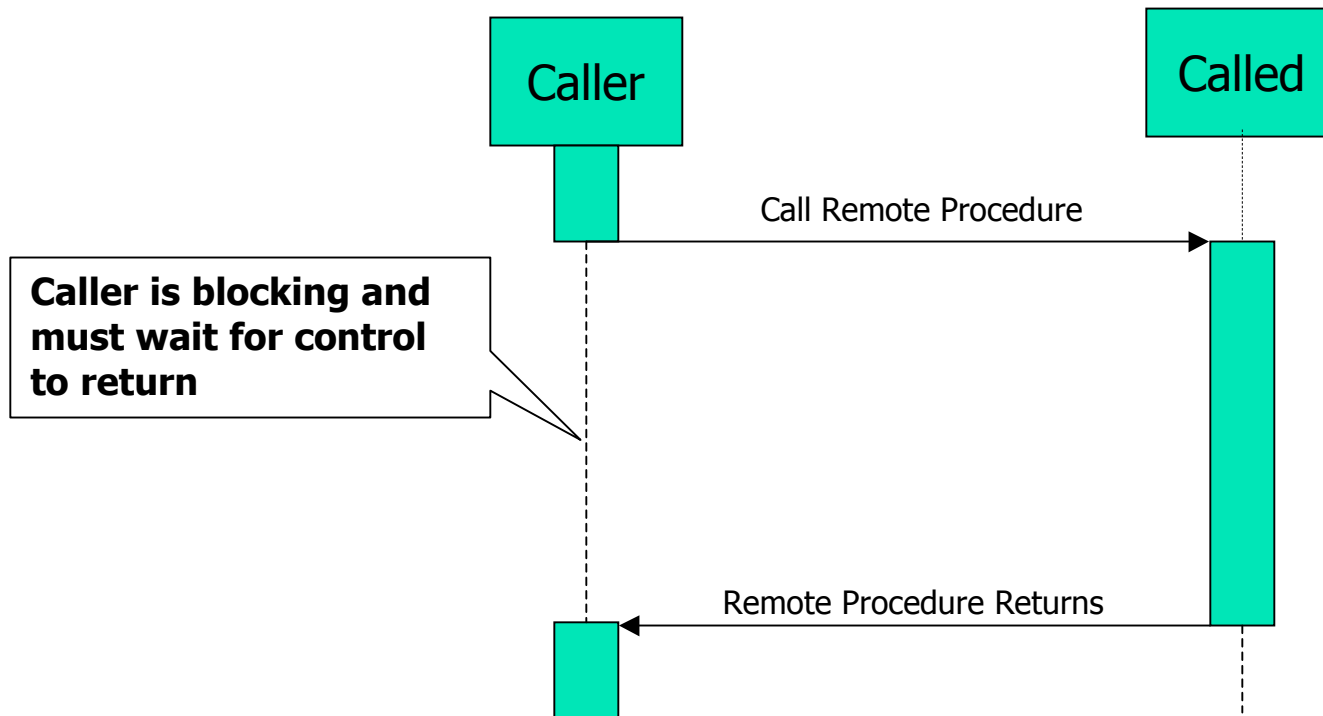 Caller
Called
Call Remote Procedure
Caller is blocking and
must wait for control
to return
Remote Procedure Returns